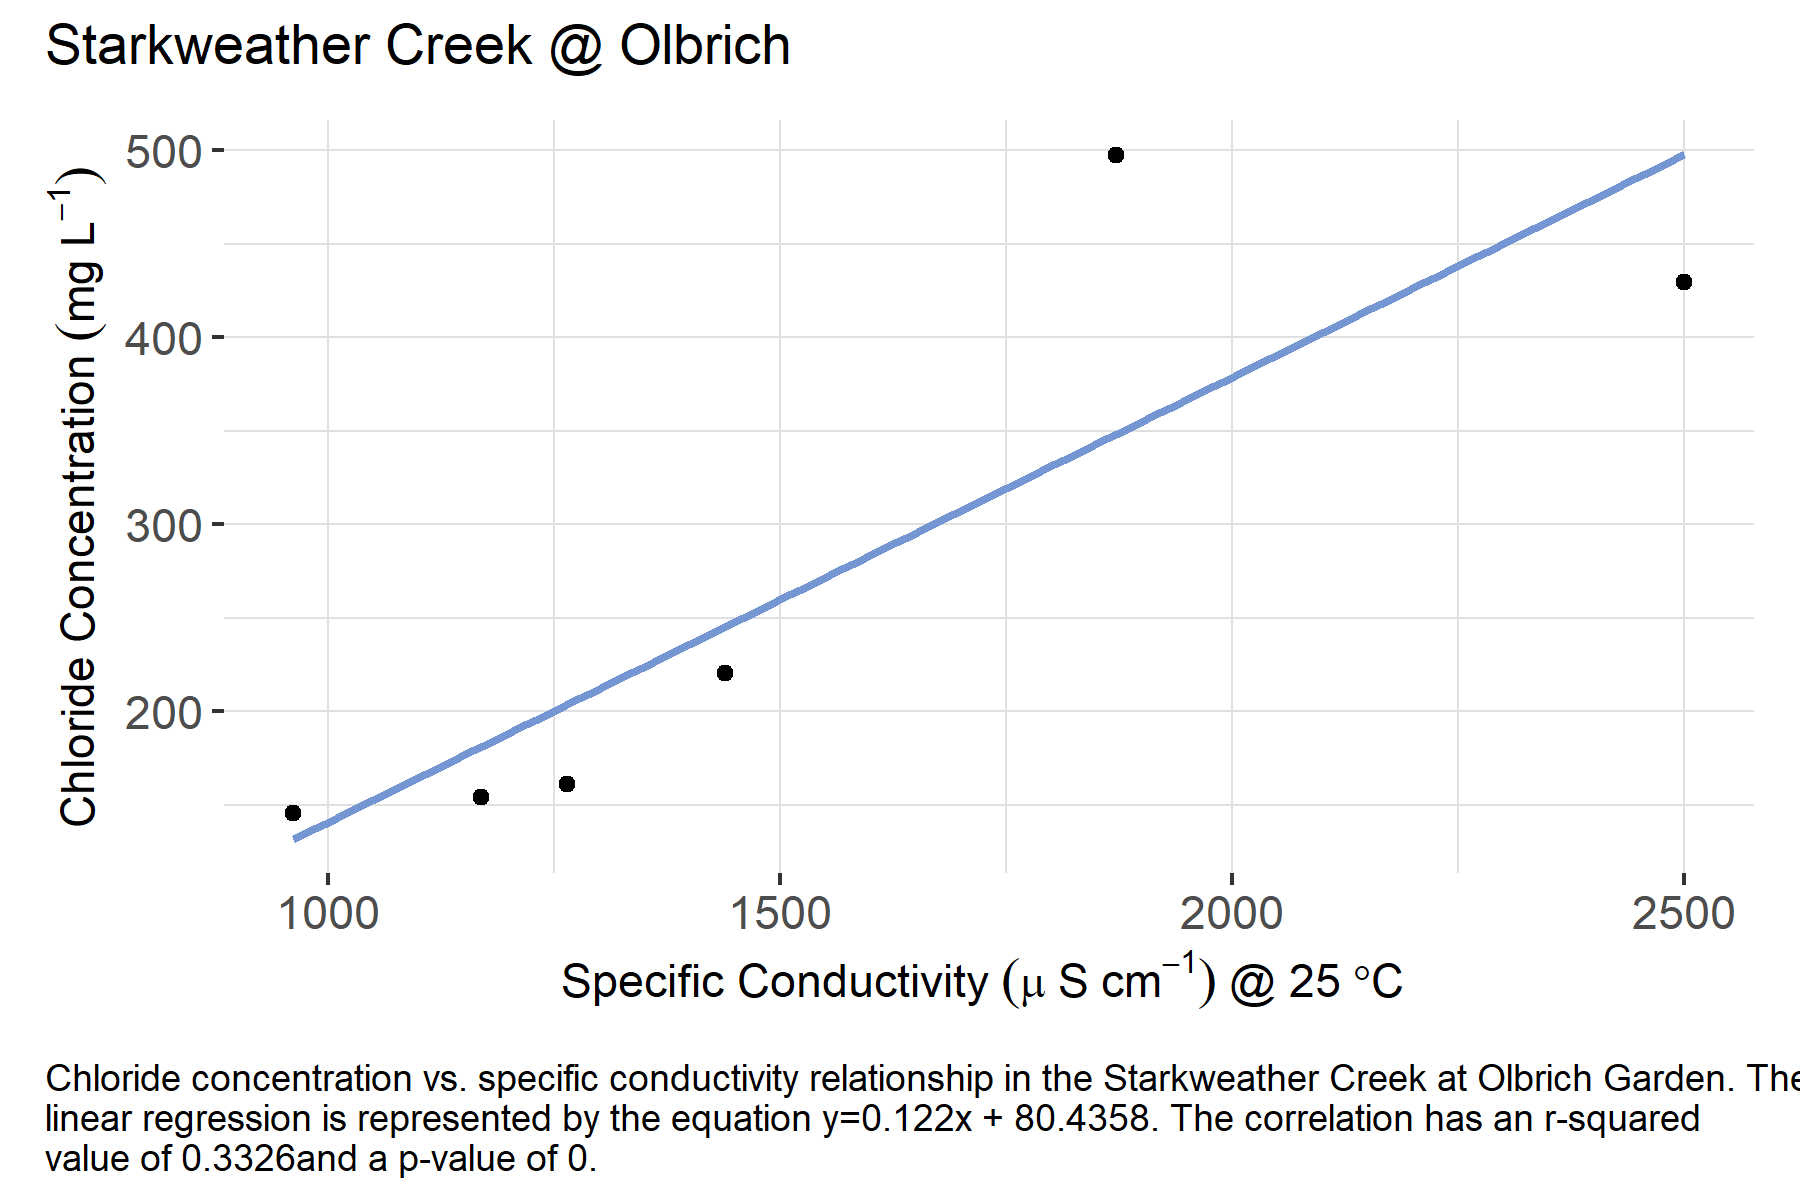 Starkweather Creek @ Olbrich
500
400
300
200
Chloride Concentration (mg L⁻¹)
1000 1500 2000 2500
Specific Conductivity (μ S cm⁻¹) @ 25 °C
Chloride concentration vs. specific conductivity relationship in the Starkweather Creek at Olbrich Garden. The
linear regression is represented by the equation y=0.122x + 80.4358. The correlation has an r-squared
value of 0.3326and a p-value of 0.